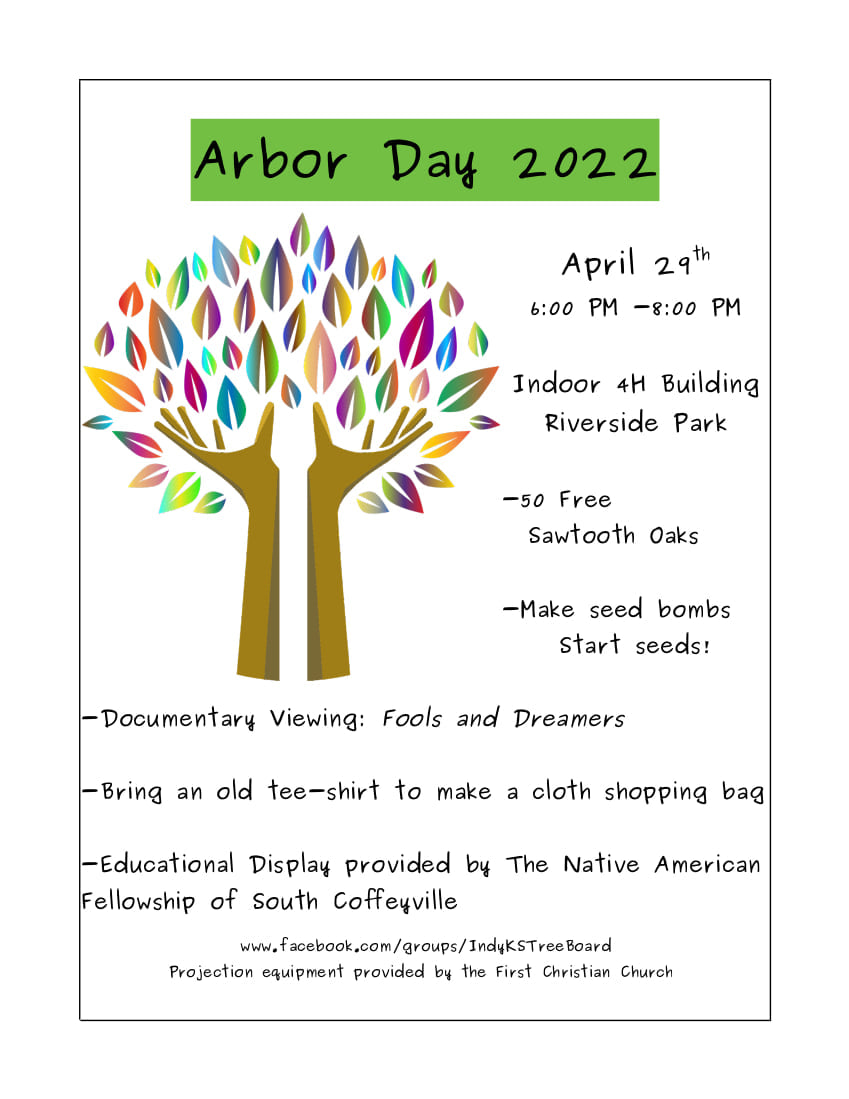 Arbor Day 2022
April 29th
6:00 PM –8:00 PM
Indoor 4H Building
Riverside Park
–50 Free
Sawtooth Oaks
–Make seed bombs
Start seeds!
–Documentary Viewing: Fools and Dreamers
–Bring an old tee–shirt to make a cloth shopping bag
–Educational Display provided by The Native American
Fellowship of South Coffeyville
www.facebook.com/groups/IndyKSTreeBoard
Projection equipment provided by the First Christian Church